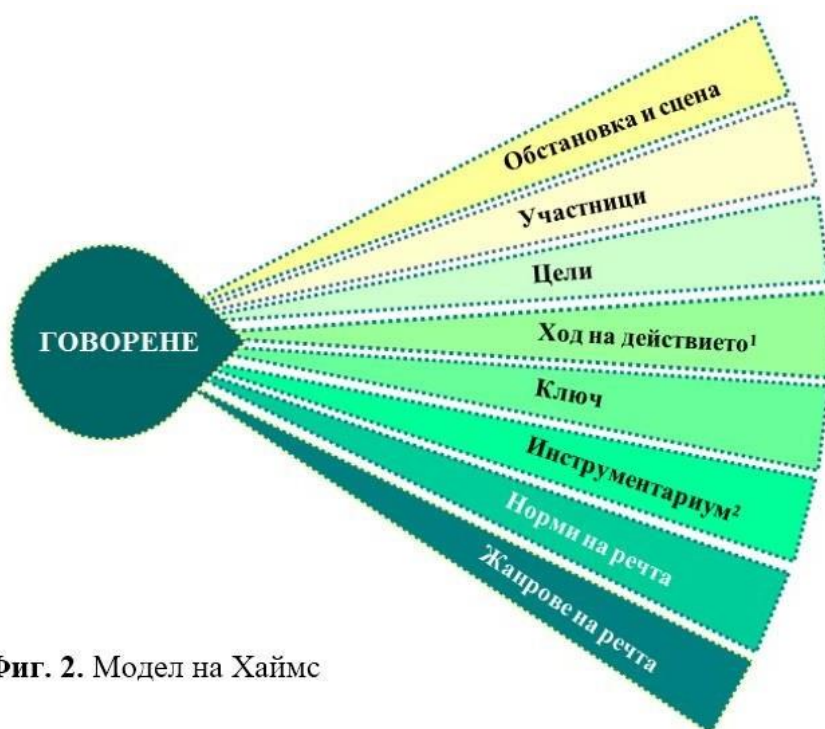 Обстановка и сцена
Участници
Цели
ГОВОРЕНЕ
Ход на действието¹
Ключ
Инструментариум²
Норми на речта
Жанрове на речта
Фиг. 2. Модел на Хаймс